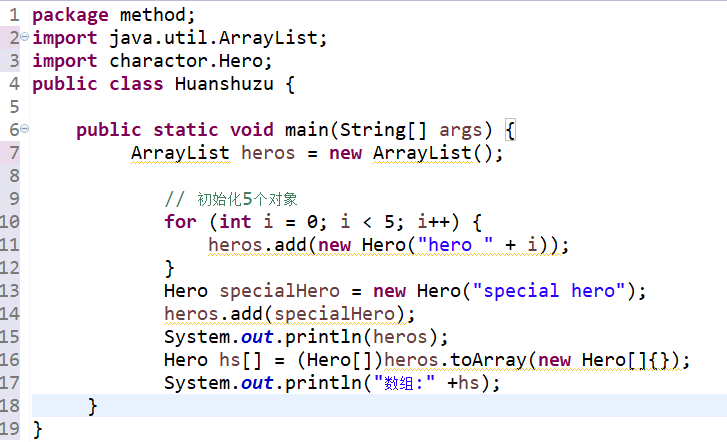 1 package method;
2 import java.util.ArrayList;
3 import charactor.Hero;
4 public class Huanshuzu {
5
6 public static void main(String[] args) {
7 ArrayList heros = new ArrayList();
8
9 // 初始化5个对象
10 for (int i = 0; i < 5; i++) {
11 heros.add(new Hero("hero " + i));
12 }
13 Hero specialHero = new Hero("special hero");
14 heros.add(specialHero);
15 System.out.println(heros);
16 Hero hs[] = (Hero[])heros.toArray(new Hero[]{});
17 System.out.println("数组:" +hs);
18 }
19 }